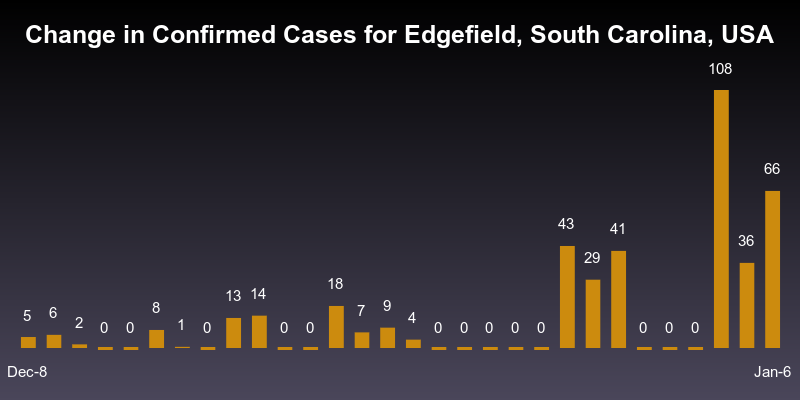 Change in Confirmed Cases for Edgefield, South Carolina, USA
5 6 2 0 0 8 1 0 13 14 0 0 18 7 9 4 0 0 0 0 0 43 29 41 0 0 0 108 36 66
Dec-8 Jan-6